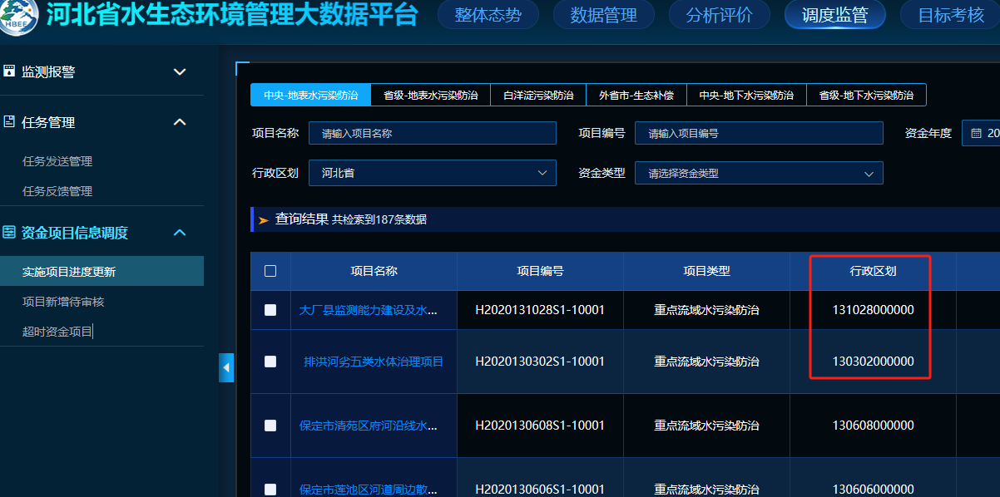 河北省水生态环境管理大数据平台
HBEE
整体态势 数据管理 分析评价 调度监管 目标考核
监测报警
任务管理
任务发送管理
任务反馈管理
资金项目信息调度
实施项目进度更新
项目新增待审核
超时资金项目
中央-地表水污染防治 省级-地表水污染防治 白洋淀污染防治 外省市-生态补偿 中央-地下水污染防治 省级-地下水污染防治
项目名称 请输入项目名称 项目编号 请输入项目编号 资金年度 20
行政区划 河北省 资金类型 请选择资金类型
查询结果 共检索到187条数据
项目名称 项目编号 项目类型 行政区划
大厂县监测能力建设及水... H2020131028S1-10001 重点流域水污染防治 131028000000
排洪河劣五类水体治理项目 H2020130302S1-10001 重点流域水污染防治 130302000000
保定市清苑区府河沿线水... H2020130608S1-10001 重点流域水污染防治 130608000000
保定市莲池区河道周边散... H2020130606S1-10001 重点流域水污染防治 130606000000